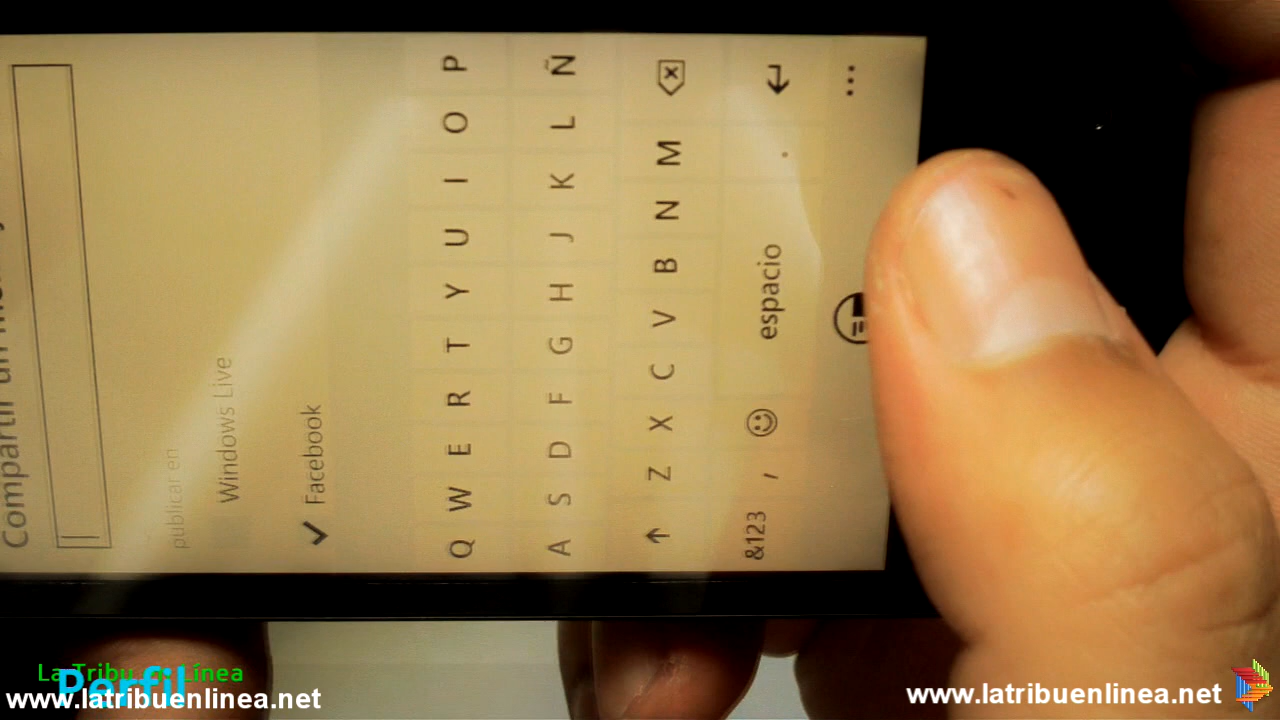 Compartir un
publicar en
Windows Live
Facebook
Q W E R T Y U I O P
A S D F G H J K L Ñ
Z X C V B N M
&123 , espacio .
La Tribu en Línea
Perfil
www.latribuenlinea.net
www.latribuenlinea.net